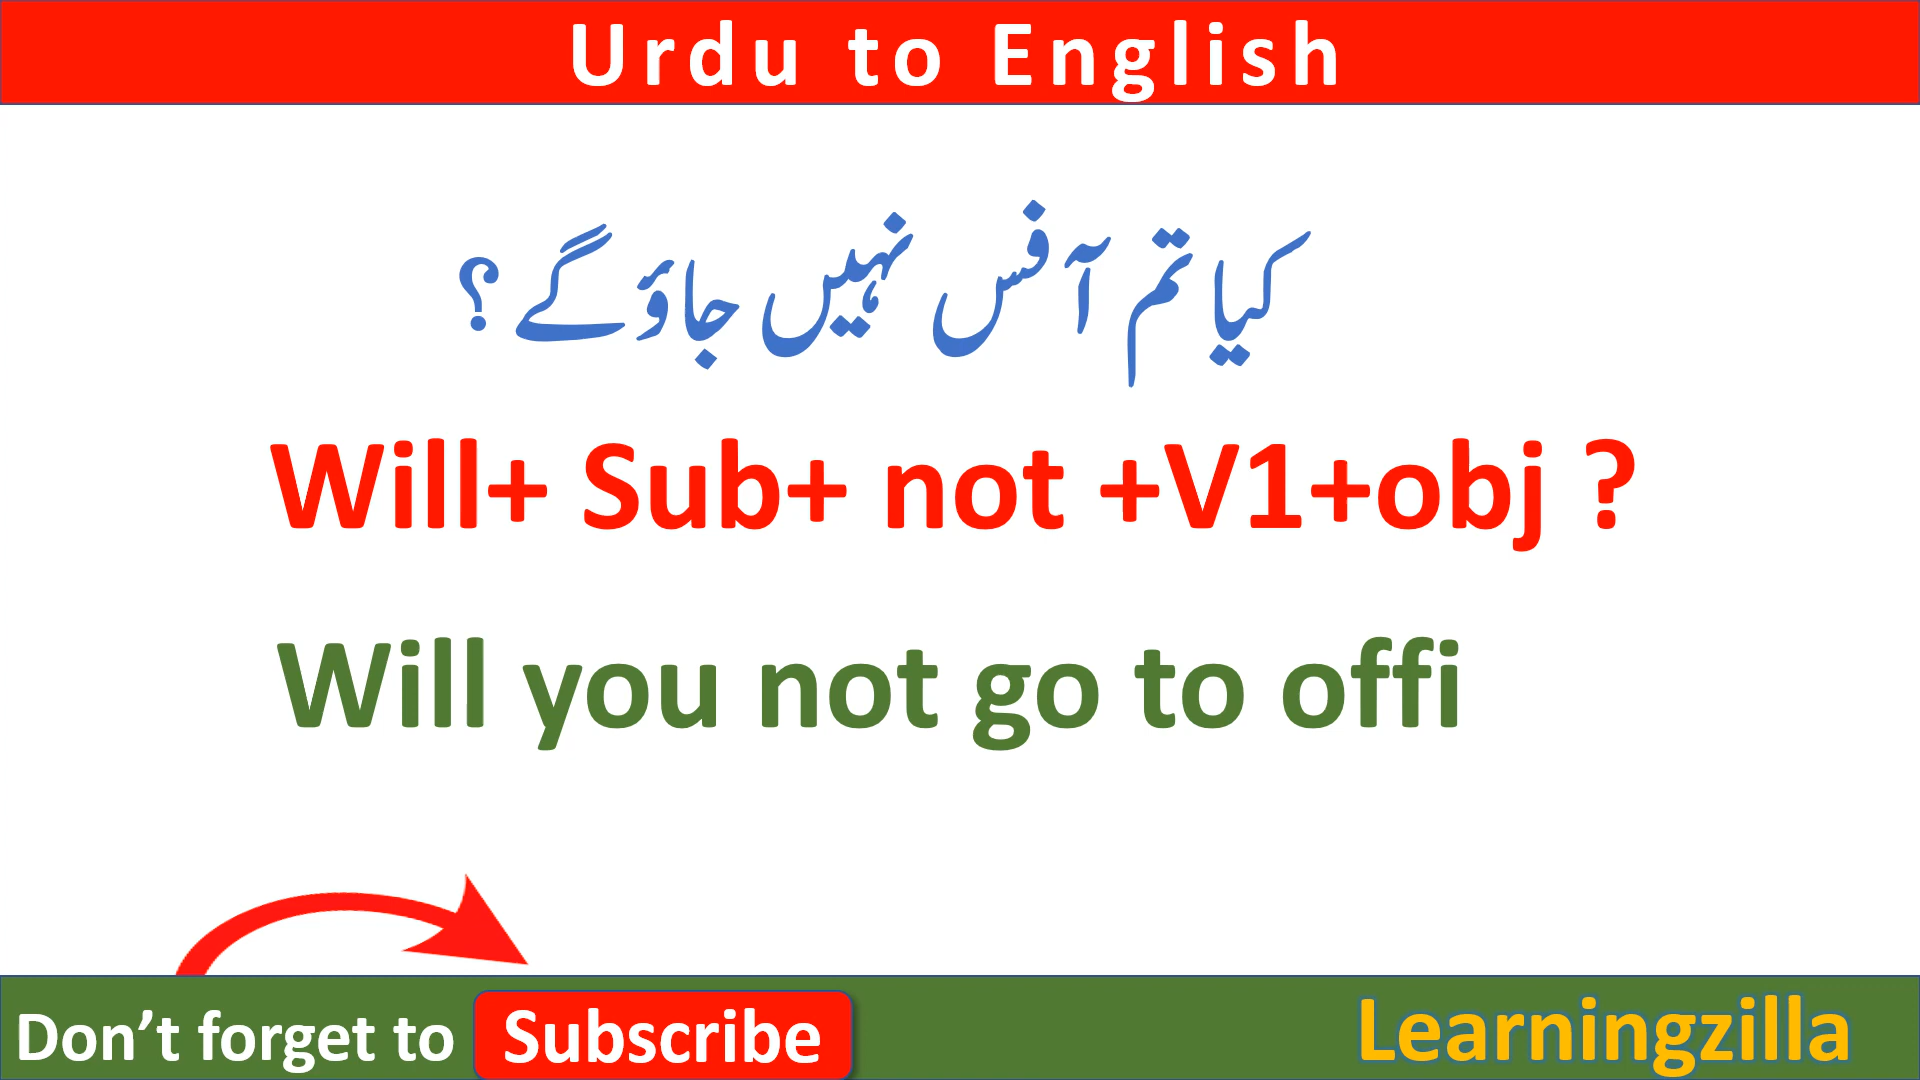 Urdu to English
کیا تم آفس نہیں جاؤ گے ؟
Will+ Sub+ not +V1+obj ?
Will you not go to offi
Don’t forget to Subscribe
Learningzilla